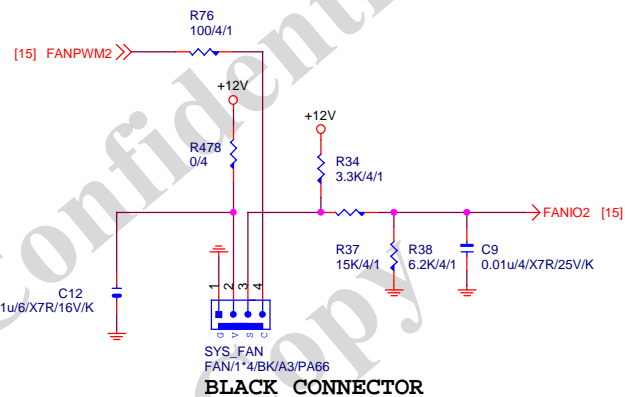 R76
100/4/1
[15] FANPWM2
+12V
+12V
R478
0/4
R34
3.3K/4/1
FANIO2 [15]
R37
15K/4/1
R38
6.2K/4/1
C9
0.01u/4/X7R/25V/K
C12
1u/6/X7R/16V/K
1
2
3
4
G
V
S
C
SYS_FAN
FAN/1*4/BK/A3/PA66
BLACK CONNECTOR
Confidenti
Copy